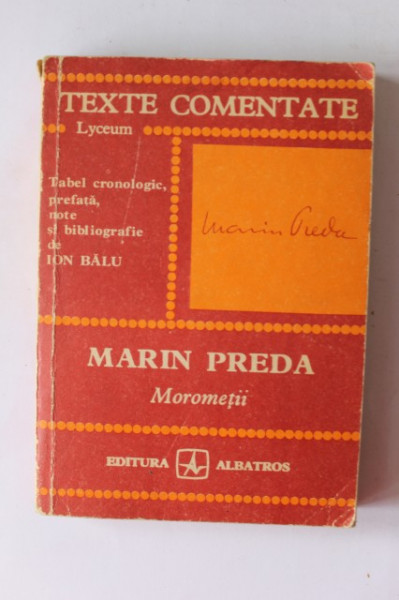 TEXTE COMENTATE
Lyceum
Tabel cronologic,
prefață,
note
și bibliografie
de
ION BĂLU
Marin Preda
MARIN PREDA
Moromeții
EDITURA ALBATROS